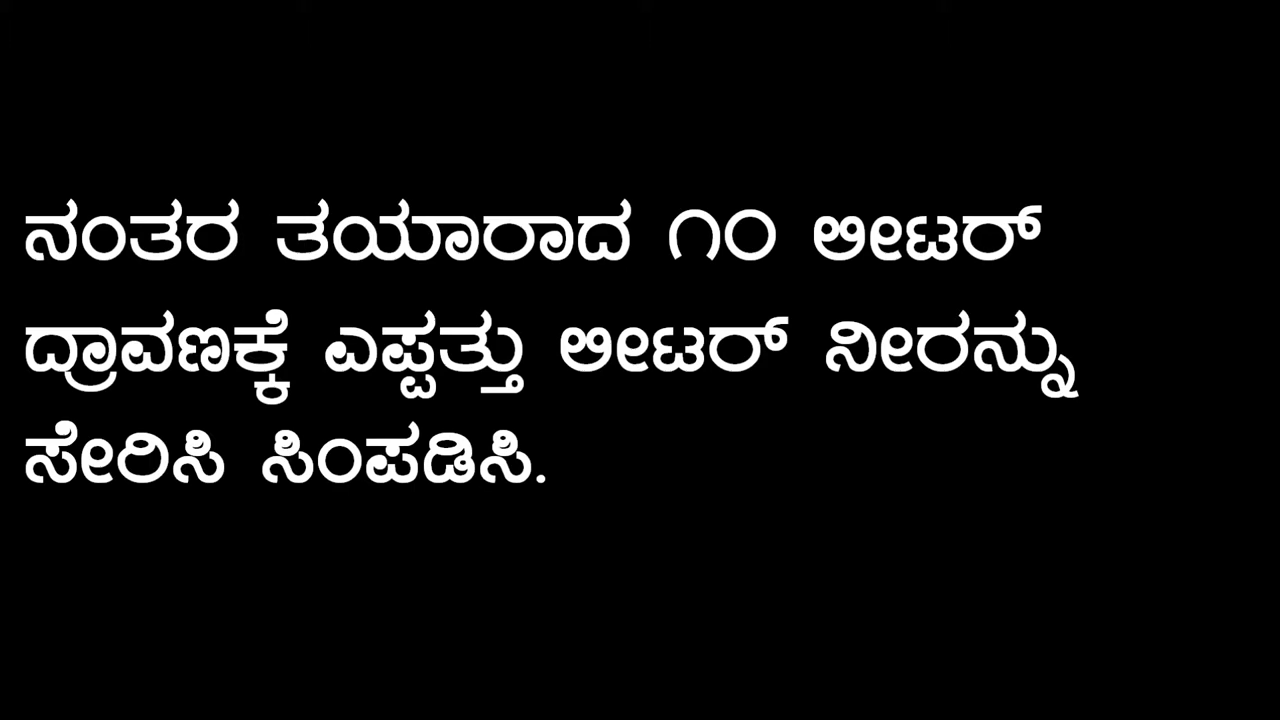 ನಂತರ ತಯಾರಾದ ೧೦ ಲೀಟರ್
ದ್ರಾವಣಕ್ಕೆ ಎಪ್ಪತ್ತು ಲೀಟರ್ ನೀರನ್ನು
ಸೇರಿಸಿ ಸಿಂಪಡಿಸಿ.